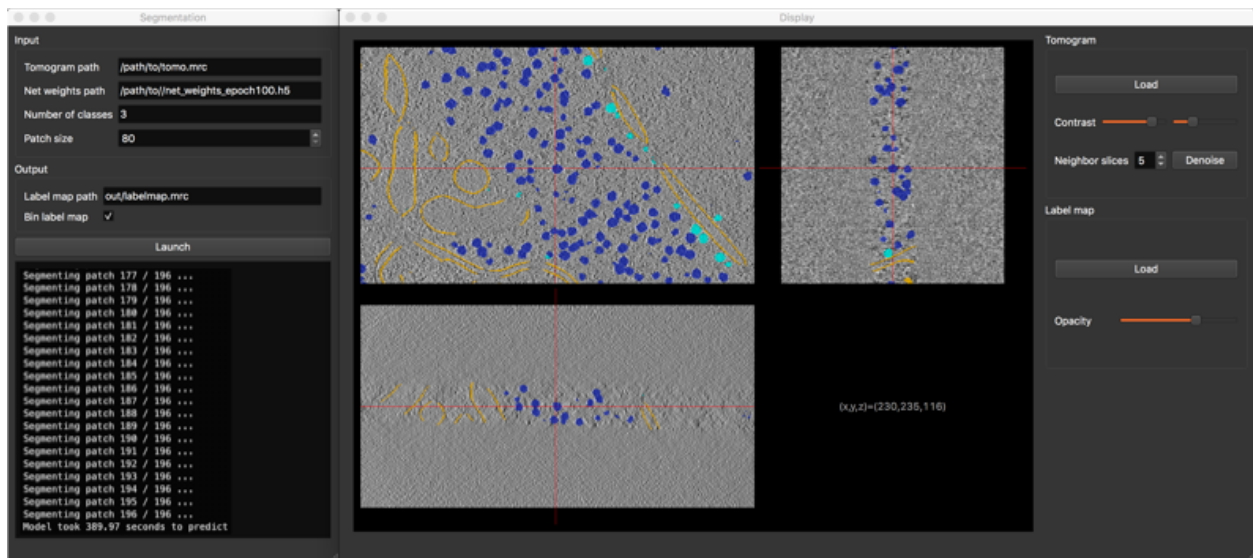 Segmentation
Input
Tomogram path /path/to/tomo.mrc
Net weights path /path/to//net_weights_epoch100.h5
Number of classes 3
Patch size 80
Output
Label map path out/labelmap.mrc
Bin label map
Launch
Segmenting patch 177 / 196 ...
Segmenting patch 178 / 196 ...
Segmenting patch 179 / 196 ...
Segmenting patch 180 / 196 ...
Segmenting patch 181 / 196 ...
Segmenting patch 182 / 196 ...
Segmenting patch 183 / 196 ...
Segmenting patch 184 / 196 ...
Segmenting patch 185 / 196 ...
Segmenting patch 186 / 196 ...
Segmenting patch 187 / 196 ...
Segmenting patch 188 / 196 ...
Segmenting patch 189 / 196 ...
Segmenting patch 190 / 196 ...
Segmenting patch 191 / 196 ...
Segmenting patch 192 / 196 ...
Segmenting patch 193 / 196 ...
Segmenting patch 194 / 196 ...
Segmenting patch 195 / 196 ...
Segmenting patch 196 / 196 ...
Model took 389.97 seconds to predict
Display
(x,y,z)=(230,235,116)
Tomogram
Load
Contrast
Neighbor slices 5 Denoise
Label map
Load
Opacity